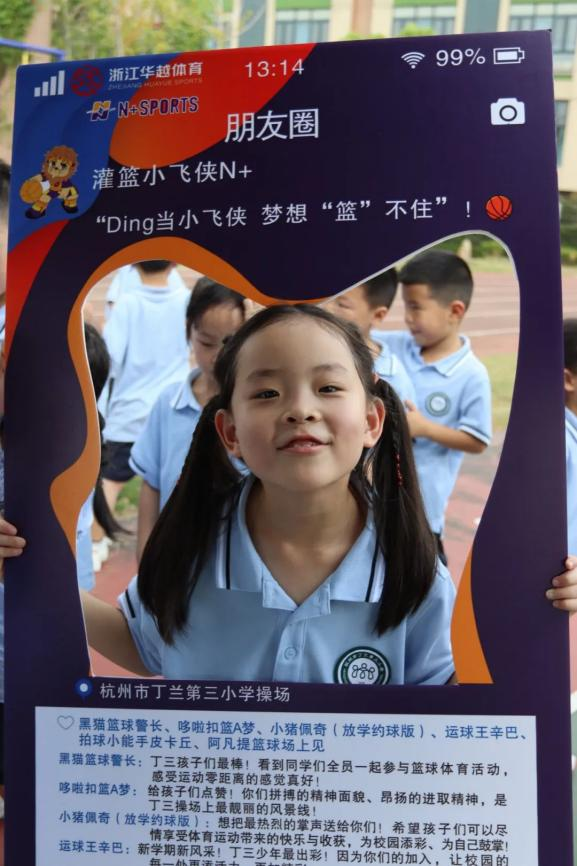 浙江华越体育
ZHEJIANG HUAYUE SPORTS
13:14
99%
N+SPORTS
朋友圈
灌篮小飞侠N+
“Ding当小飞侠 梦想“篮”不住”！
杭州市丁兰第三小学操场
黑猫篮球警长、哆啦扣篮A梦、小猪佩奇（放学约球版）、运球王辛巴、
拍球小能手皮卡丘、阿凡提篮球场上见
黑猫篮球警长：丁三孩子们最棒！看到同学们全员一起参与篮球体育活动，
感受运动零距离的感觉真好！
哆啦扣篮A梦：给孩子们点赞！你们拼搏的精神面貌、昂扬的进取精神，是
丁三操场上最靓丽的风景线！
小猪佩奇（放学约球版）：想把最热烈的掌声送给你们！希望孩子们可以尽
情享受体育运动带来的快乐与收获，为校园添彩、为自己鼓掌！
运球王辛巴：新学期新风采！丁三少年最出彩！因为你们的加入，让校园的